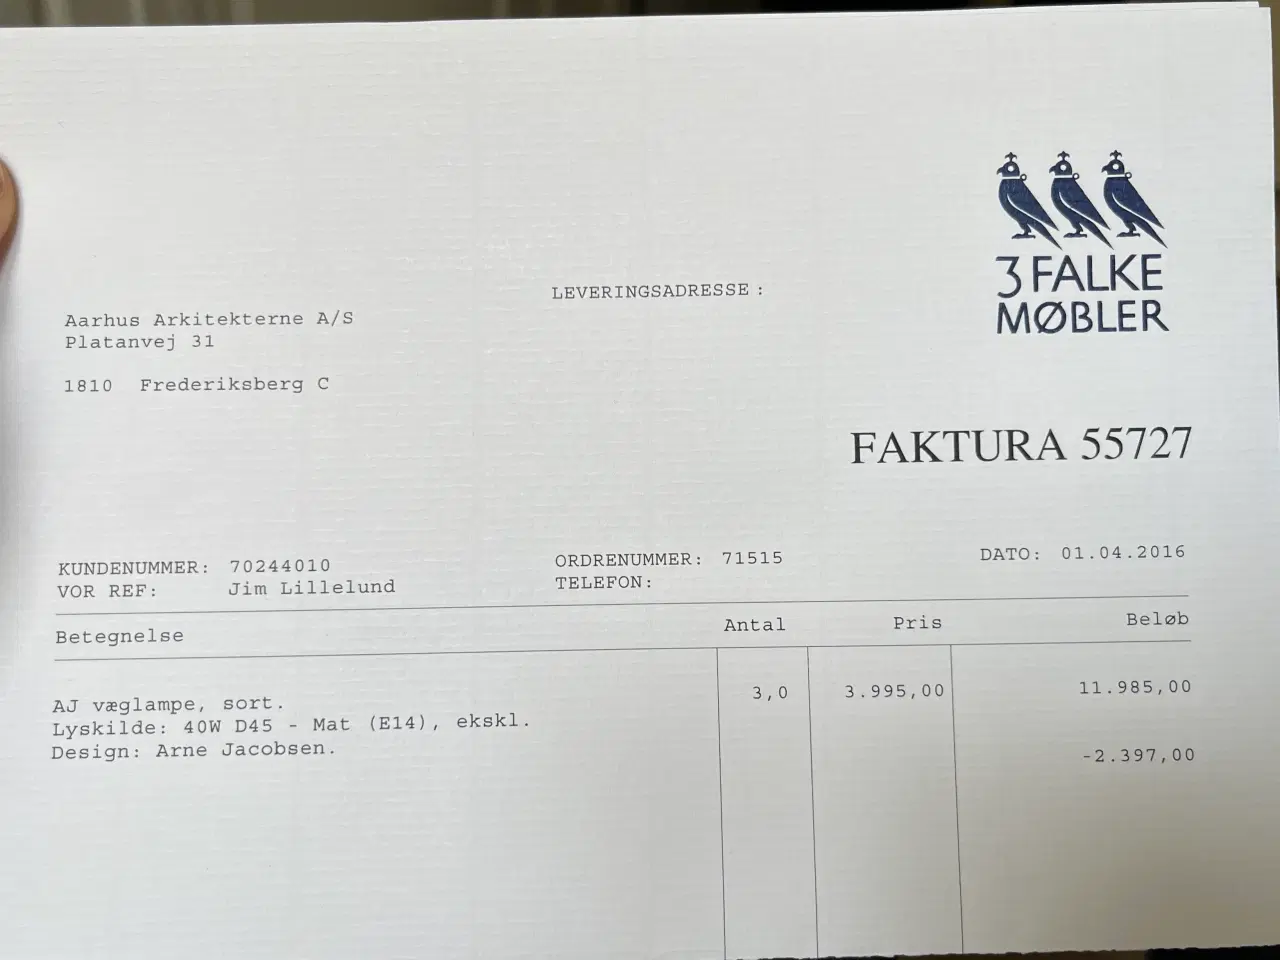 3 FALKE
MØBLER
LEVERINGSADRESSE :
Aarhus Arkitekterne A/S
Platanvej 31
1810  Frederiksberg C
FAKTURA 55727
KUNDENUMMER: 70244010
ORDRENUMMER: 71515
DATO: 01.04.2016
VOR REF: Jim Lillelund
TELEFON:
Betegnelse Antal Pris Beløb
AJ væglampe, sort. 3,0 3.995,00 11.985,00
Lyskilde: 40W D45 - Mat (E14), ekskl.
Design: Arne Jacobsen.
-2.397,00